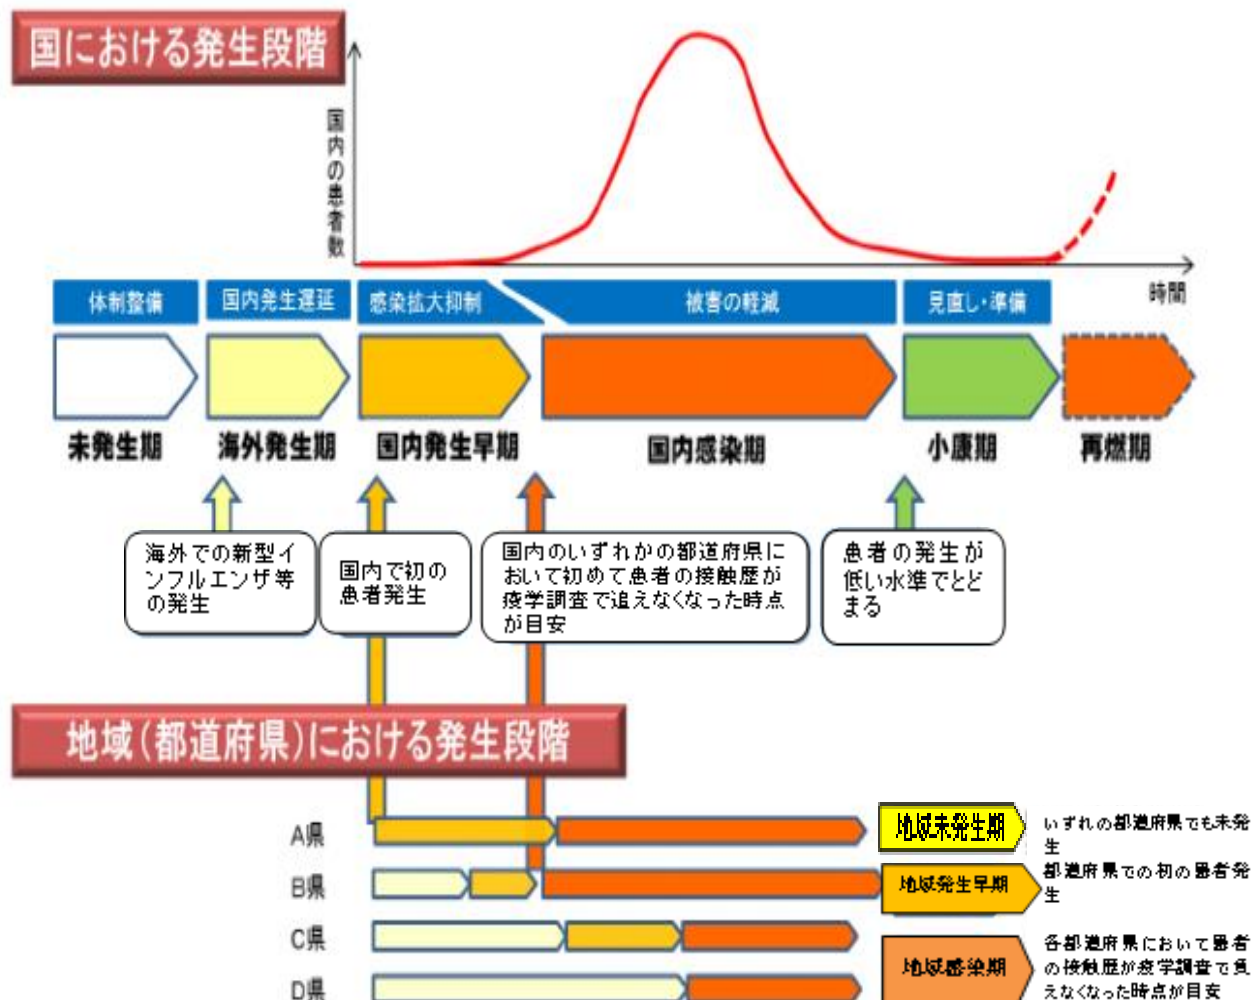 国における発生段階
国内の患者数
時間
体制整備
国内発生遅延
感染拡大抑制
被害の軽減
見直し・準備
未発生期
海外発生期
国内発生早期
国内感染期
小康期
再燃期
海外での新型イ
ンフルエンザ等
の発生
国内で初の
患者発生
国内のいずれかの都道府県に
おいて初めて患者の接触歴が
疫学調査で追えなくなった時点
が目安
患者の発生が
低い水準でとど
まる
地域(都道府県)における発生段階
A県
B県
C県
D県
地域未発生期
いずれの都道府県でも未発
生
地域発生早期
都道府県での初の患者発
生
地域感染期
各都道府県において患者
の接触歴が疫学調査で負
えなくなった時点が目安